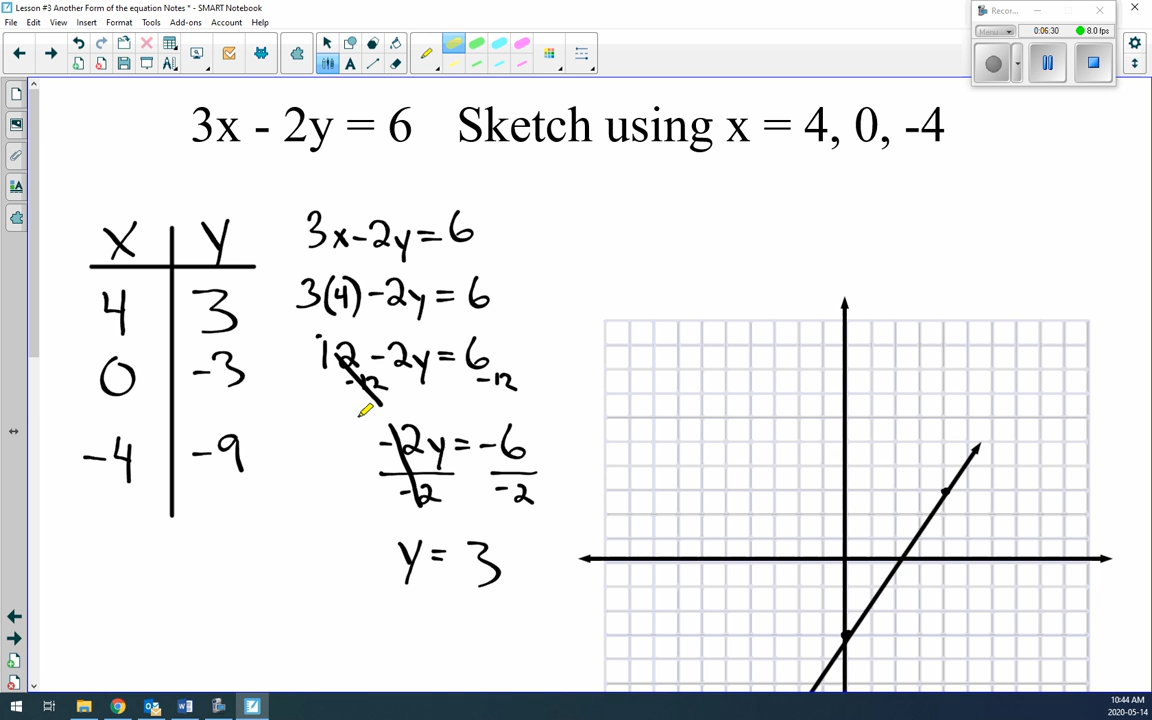 Lesson #3 Another Form of the equation Notes * - SMART Notebook
File Edit View Insert Format Tools Add-ons Account Help
Recor...
Menu
0:06:30
8.0 fps
3x - 2y = 6 Sketch using x = 4, 0, -4
x y
4 3
0 -3
-4 -9
3x-2y=6
3(4)-2y=6
12-2y=6
-12 -12
-2y=-6
-2 -2
y= 3
10:44 AM
2020-05-14